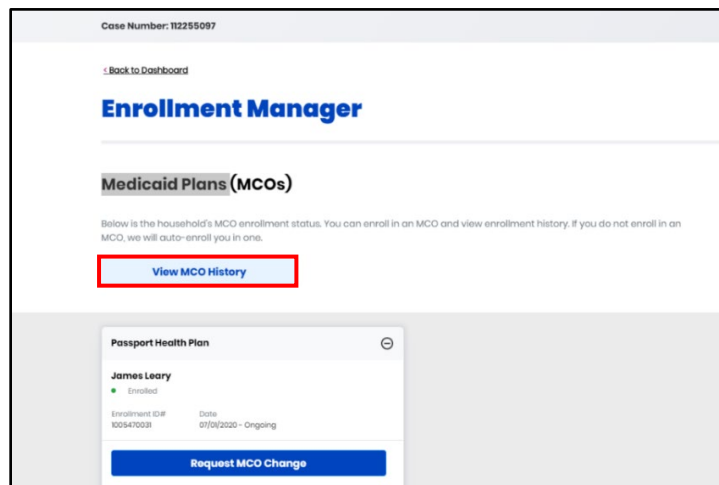 Case Number: 112255097
< Back to Dashboard
Enrollment Manager
Medicaid Plans (MCOs)
Below is the household's MCO enrollment status. You can enroll in an MCO and view enrollment history. If you do not enroll in an
MCO, we will auto-enroll you in one.
View MCO History
Passport Health Plan
James Leary
Enrolled
Enrollment ID# Date
1005470031 07/01/2020 - Ongoing
Request MCO Change